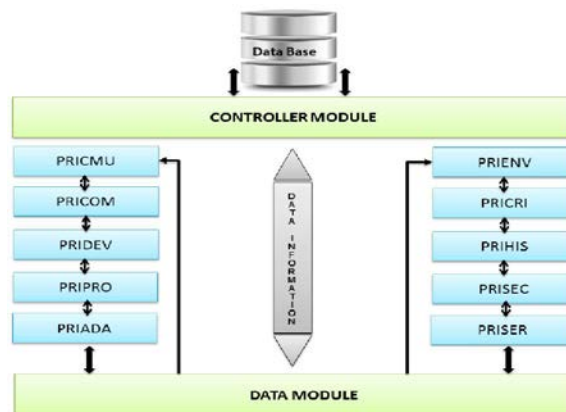 Data Base
CONTROLLER MODULE
PRICMU
PRICOM
PRIDEV
PRIPRO
PRIADA
DATA INFORMATION
PRIENV
PRICRI
PRIHIS
PRISEC
PRISER
DATA MODULE